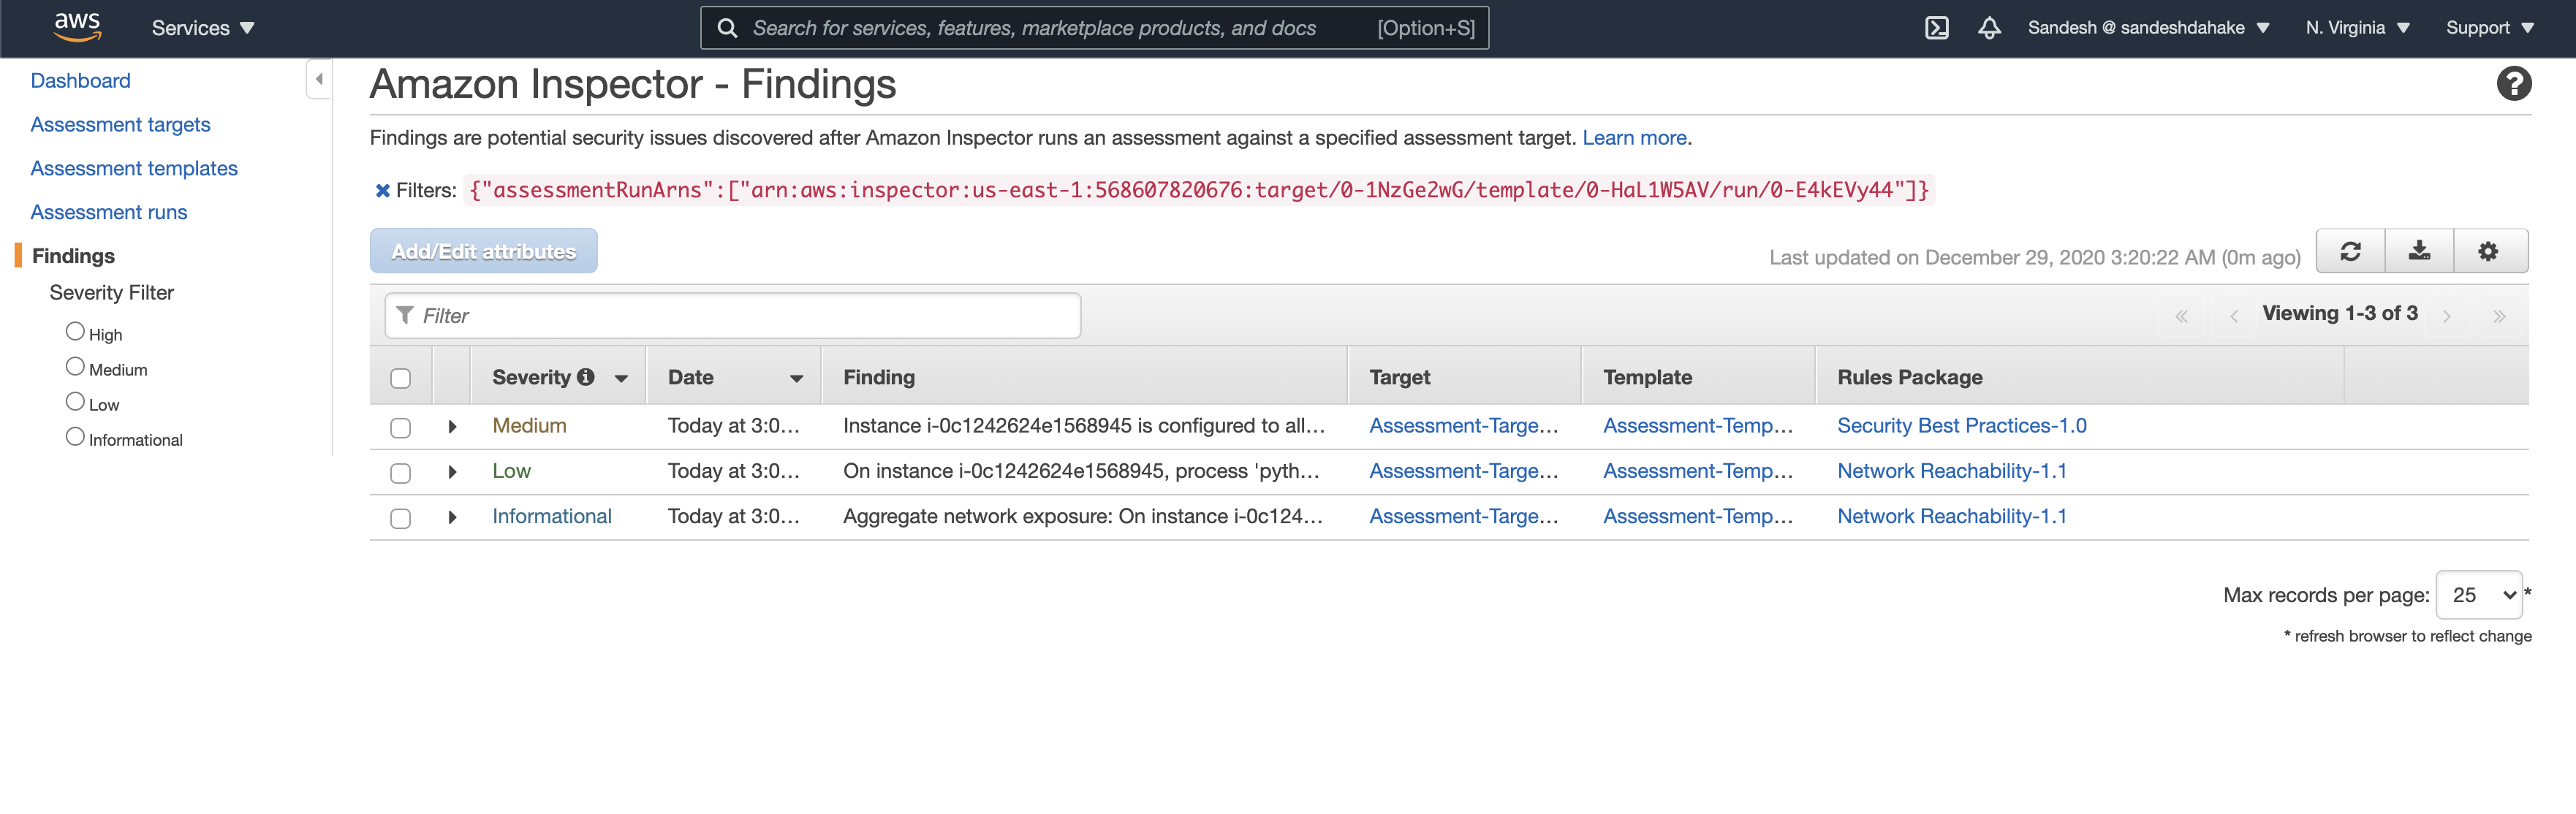 aws Services Search for services, features, marketplace products, and docs [Option+S] Sandesh @ sandeshdahake N. Virginia Support
Dashboard
Assessment targets
Assessment templates
Assessment runs
Findings
Severity Filter
High
Medium
Low
Informational
Amazon Inspector - Findings
Findings are potential security issues discovered after Amazon Inspector runs an assessment against a specified assessment target. Learn more.
Filters: {"assessmentRunArns":["arn:aws:inspector:us-east-1:568607820676:target/0-1NzGe2wG/template/0-HaL1W5AV/run/0-E4kEVy44"]}
Add/Edit attributes Last updated on December 29, 2020 3:20:22 AM (0m ago)
Filter « ‹ Viewing 1-3 of 3 › »
Severity Date Finding Target Template Rules Package
Medium Today at 3:0... Instance i-0c1242624e1568945 is configured to all... Assessment-Targe... Assessment-Temp... Security Best Practices-1.0
Low Today at 3:0... On instance i-0c1242624e1568945, process 'pyth... Assessment-Targe... Assessment-Temp... Network Reachability-1.1
Informational Today at 3:0... Aggregate network exposure: On instance i-0c124... Assessment-Targe... Assessment-Temp... Network Reachability-1.1
Max records per page: 25 *
* refresh browser to reflect change